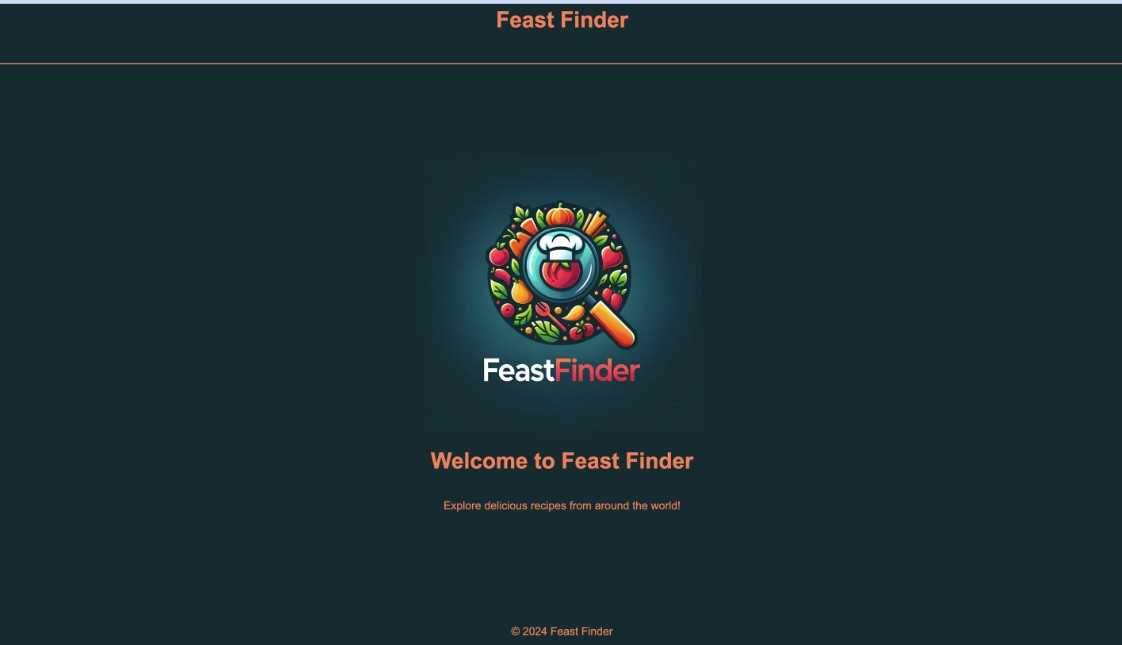 Feast Finder
FeastFinder
Welcome to Feast Finder
Explore delicious recipes from around the world!
© 2024 Feast Finder